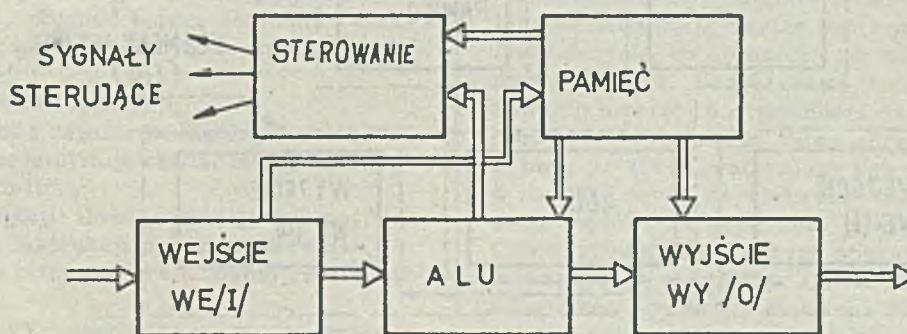 SYGNAŁY
STERUJĄCE
STEROWANIE
PAMIĘĆ
WEJŚCIE
WE/I/
ALU
WYJŚCIE
WY /O/